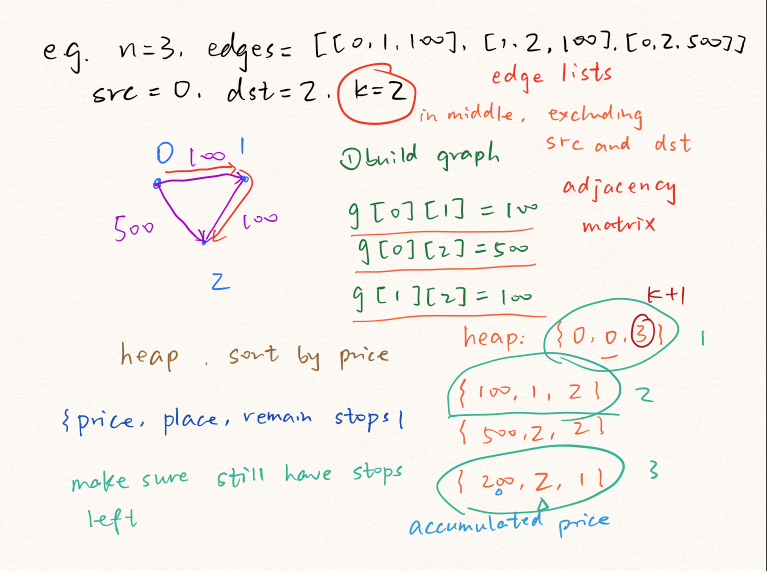 e.g. n=3, edges= [[0,1,100], [1.2,100], [0,2.500]]
src = 0. dst=2. k=2
edge lists
in middle, excluding
src and dst
adjacency
matrix
0 100 1
500 100
2
①build graph
g[0][1] = 100
g[0][2]=500
g[1][2]=100
k+1
heap: {0,0,3} 1
{100,1,2} 2
{500,2,2}
{200,2,1} 3
accumulated price
heap. sort by price
{price, place, remain stops}
make sure still have stops
left